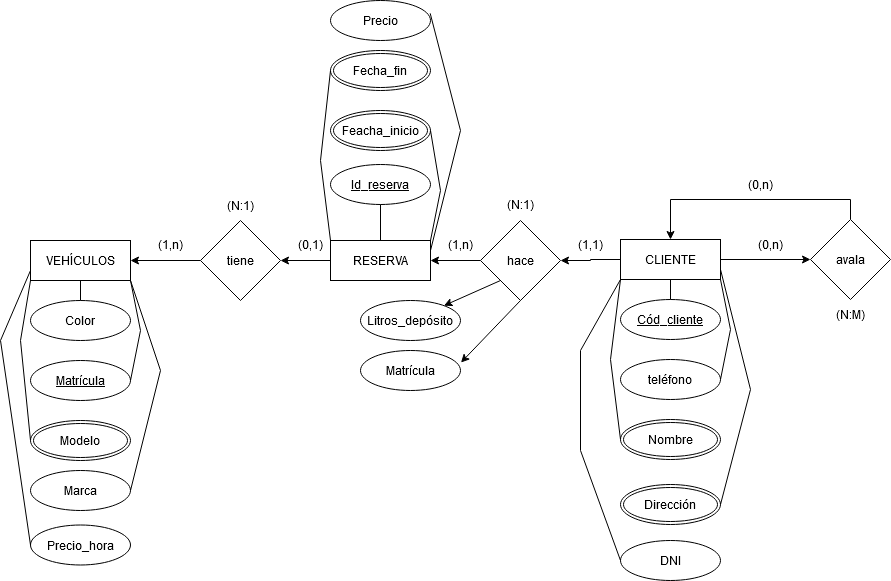 Precio
Fecha_fin
Feacha_inicio
Id_reserva
(N:1)
(N:1)
(0,n)
(1,n)
(0,1)
(1,n)
(1,1)
(0,n)
VEHÍCULOS
tiene
RESERVA
hace
CLIENTE
avala
(N:M)
Color
Litros_depósito
Cód_cliente
Matrícula
Matrícula
teléfono
Modelo
Nombre
Marca
Dirección
Precio_hora
DNI